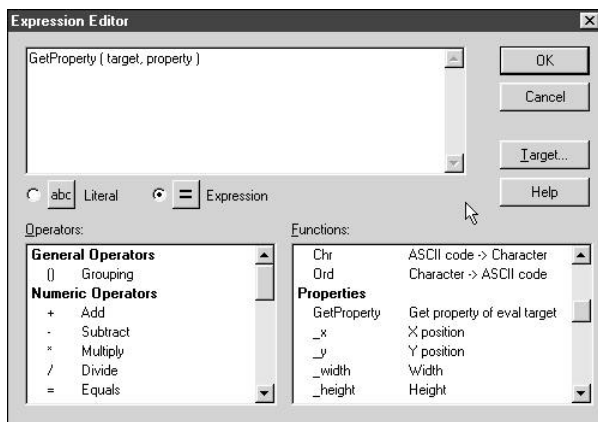 Expression Editor
GetProperty ( target, property )
OK
Cancel
Target...
Help
abc Literal = Expression
Operators:
General Operators
() Grouping
Numeric Operators
+ Add
- Subtract
* Multiply
/ Divide
= Equals
Functions:
Chr ASCII code -> Character
Ord Character -> ASCII code
Properties
GetProperty Get property of eval target
_x X position
_y Y position
_width Width
_height Height